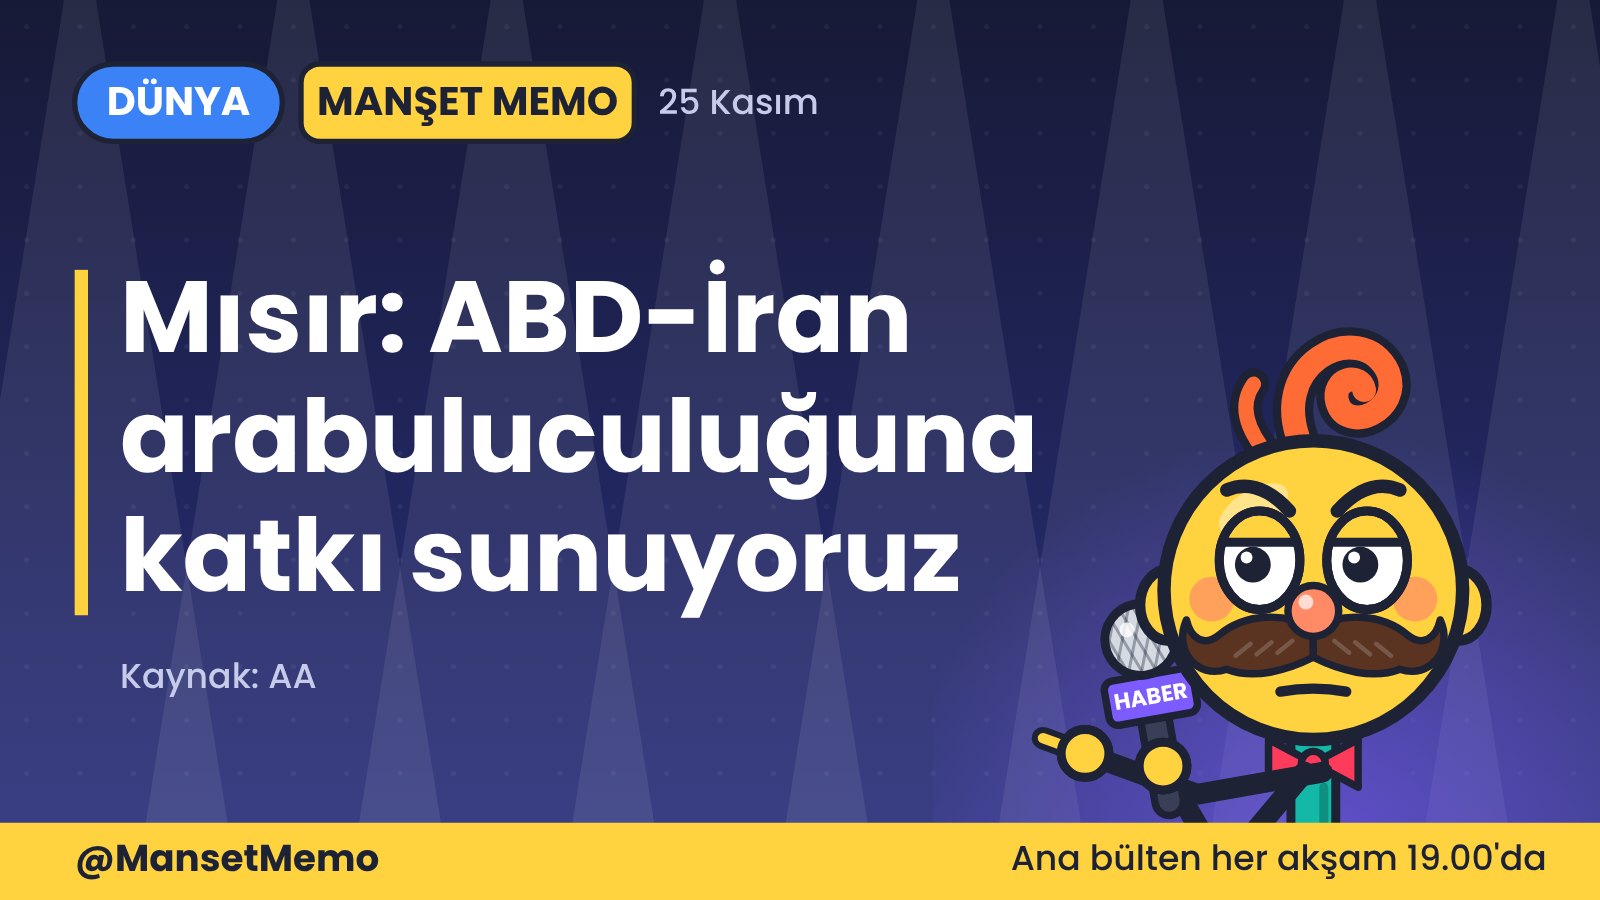 DÜNYA MANŞET MEMO 25 Kasım
Mısır: ABD-İran
arabuluculuğuna
katkı sunuyoruz
Kaynak: AA
HABER
@MansetMemo
Ana bülten her akşam 19.00'da